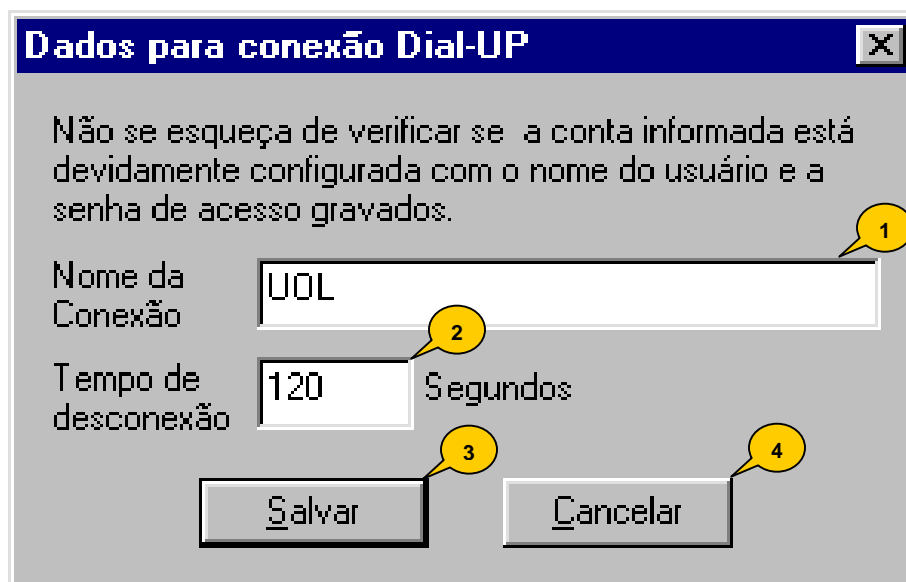 Dados para conexão Dial-UP
Não se esqueça de verificar se a conta informada está
devidamente configurada com o nome do usuário e a
senha de acesso gravados.
1
Nome da
Conexão
UOL
2
Tempo de
desconexão
120
Segundos
3
4
Salvar
Cancelar